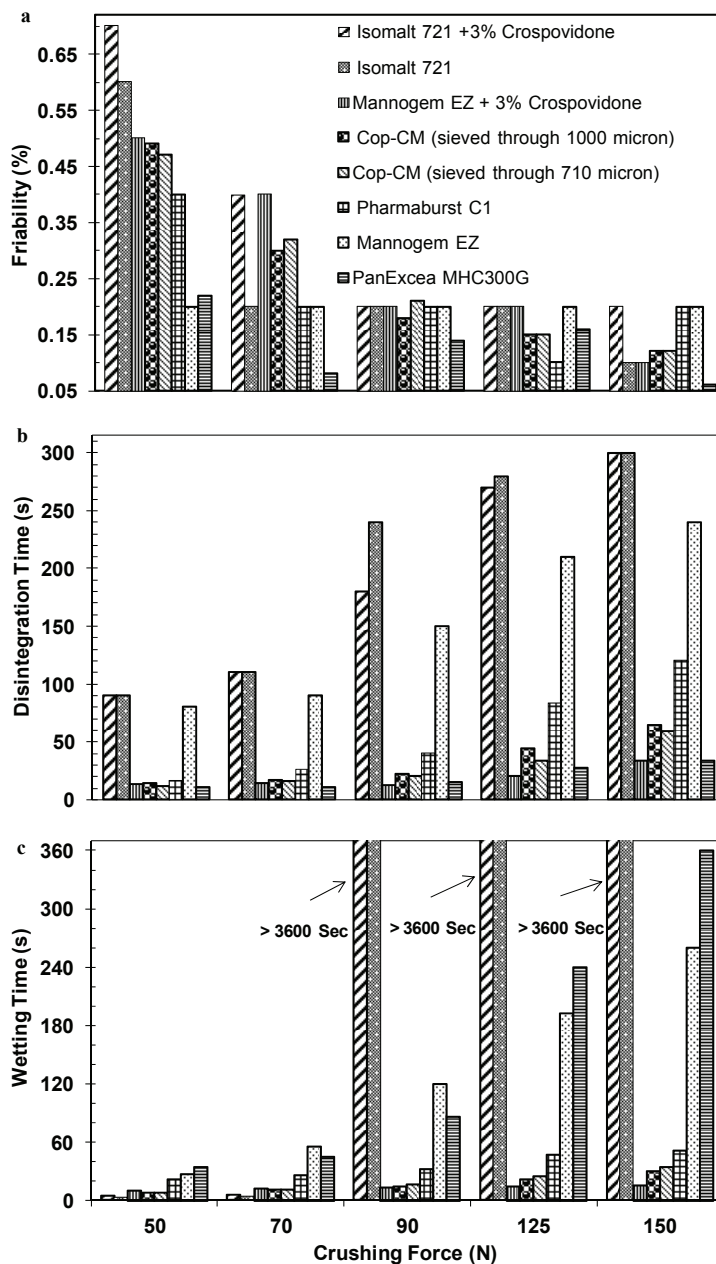 a
0.65
0.55
0.45
0.35
0.25
0.15
0.05
Friability (%)
Isomalt 721 +3% Crospovidone
Isomalt 721
Mannogem EZ + 3% Crospovidone
Cop-CM (sieved through 1000 micron)
Cop-CM (sieved through 710 micron)
Pharmaburst C1
Mannogem EZ
PanExcea MHC300G
b
300
250
200
150
100
50
0
Disintegration Time (s)
c
360
300
240
180
120
60
0
Wetting Time (s)
> 3600 Sec
> 3600 Sec
> 3600 Sec
50 70 90 125 150
Crushing Force (N)